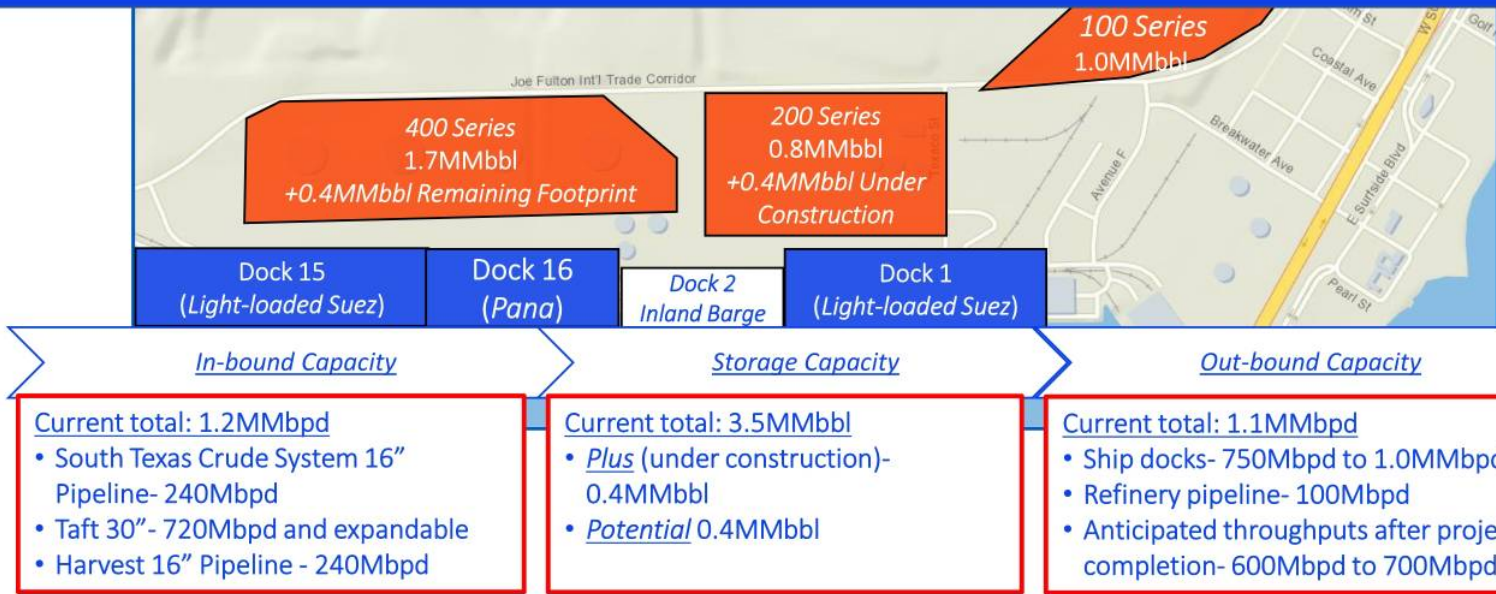 100 Series
1.0MMbbl
Joe Fulton Int'l Trade Corridor
400 Series
1.7MMbbl
+0.4MMbbl Remaining Footprint
200 Series
0.8MMbbl
+0.4MMbbl Under
Construction
Texaco St
Avenue F
Breakwater Ave
Coastal Ave
St
Golf
W
E Surfside Blvd
Pearl St
Dock 15
(Light-loaded Suez)
Dock 16
(Pana)
Dock 2
Inland Barge
Dock 1
(Light-loaded Suez)
In-bound Capacity
Storage Capacity
Out-bound Capacity
Current total: 1.2MMbpd
• South Texas Crude System 16”
Pipeline- 240Mbpd
• Taft 30”- 720Mbpd and expandable
• Harvest 16” Pipeline - 240Mbpd
Current total: 3.5MMbbl
• Plus (under construction)-
0.4MMbbl
• Potential 0.4MMbbl
Current total: 1.1MMbpd
• Ship docks- 750Mbpd to 1.0MMbpd
• Refinery pipeline- 100Mbpd
• Anticipated throughputs after proje
completion- 600Mbpd to 700Mbpd